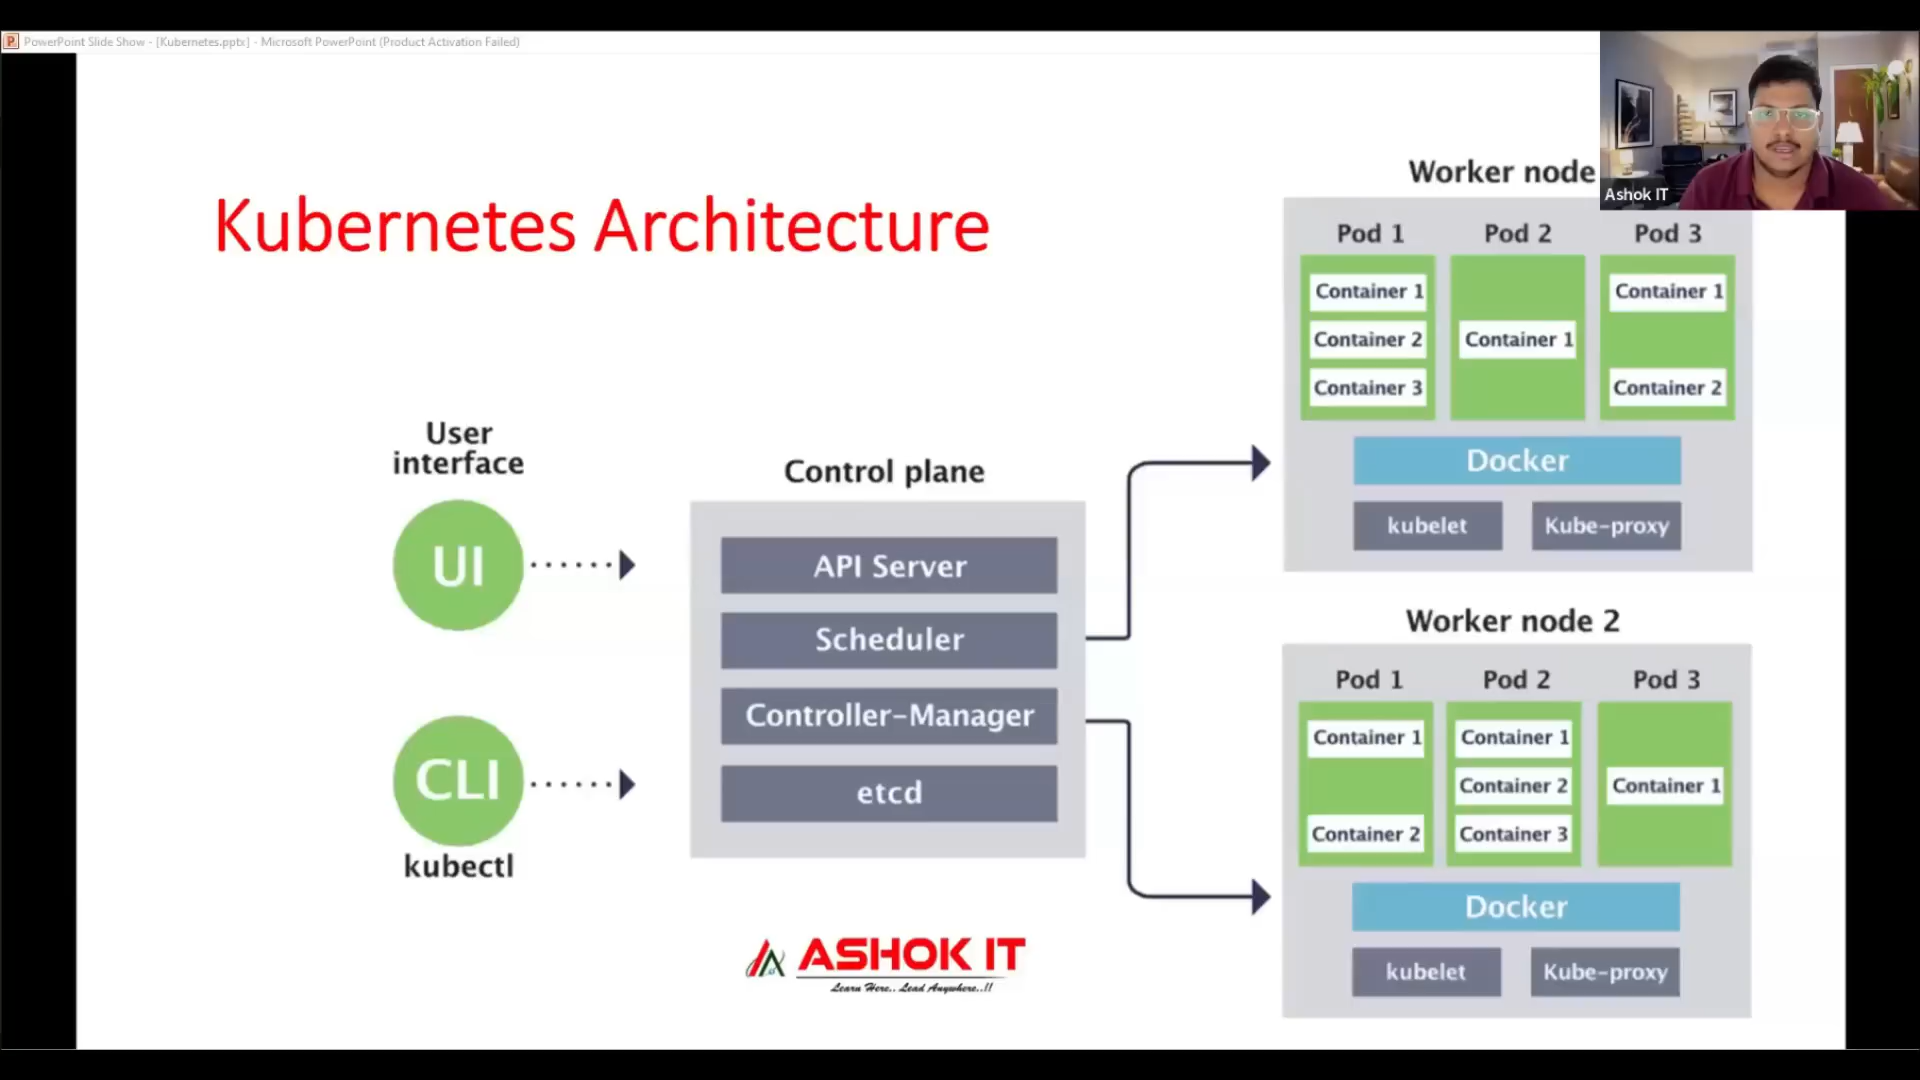 PowerPoint Slide Show - [Kubernetes.pptx] - Microsoft PowerPoint (Product Activation Failed)
Ashok IT
Kubernetes Architecture
User
interface
UI
CLI
kubectl
Control plane
API Server
Scheduler
Controller-Manager
etcd
Worker node
Pod 1 Pod 2 Pod 3
Container 1 Container 1
Container 2 Container 1
Container 3 Container 2
Docker
kubelet Kube-proxy
Worker node 2
Pod 1 Pod 2 Pod 3
Container 1 Container 1
Container 2 Container 1
Container 2 Container 3
Docker
kubelet Kube-proxy
ASHOK IT
Learn Here.. Lead Anywhere..!!